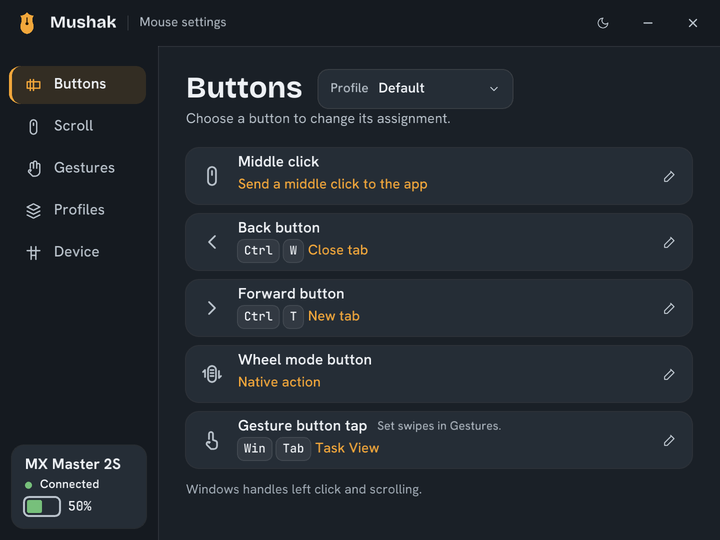 Mushak | Mouse settings
Buttons
Scroll
Gestures
Profiles
Device
MX Master 2S
Connected
50%
Buttons
Profile Default
Choose a button to change its assignment.
Middle click
Send a middle click to the app
Back button
Ctrl W Close tab
Forward button
Ctrl T New tab
Wheel mode button
Native action
Gesture button tap Set swipes in Gestures.
Win Tab Task View
Windows handles left click and scrolling.